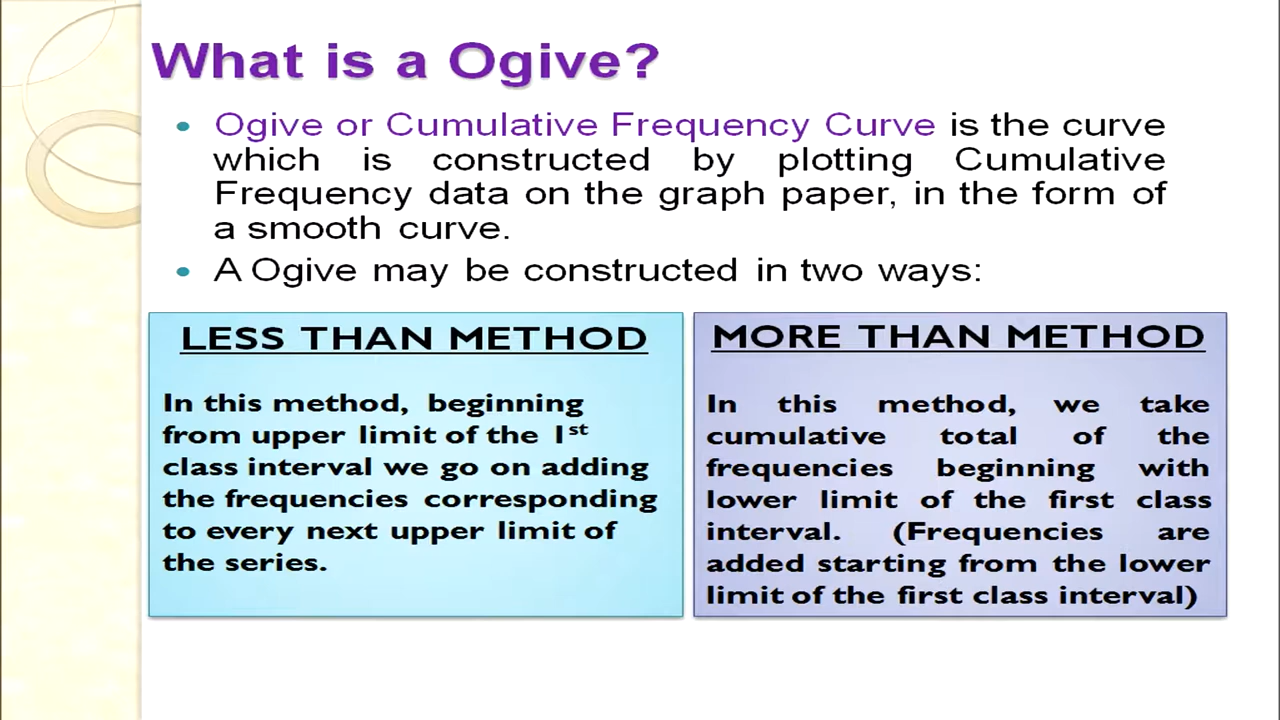 What is a Ogive?
• Ogive or Cumulative Frequency Curve is the curve
which is constructed by plotting Cumulative
Frequency data on the graph paper, in the form of
a smooth curve.
• A Ogive may be constructed in two ways:
LESS THAN METHOD
In this method, beginning
from upper limit of the 1st
class interval we go on adding
the frequencies corresponding
to every next upper limit of
the series.
MORE THAN METHOD
In this method, we take
cumulative total of the
frequencies beginning with
lower limit of the first class
interval. (Frequencies are
added starting from the lower
limit of the first class interval)